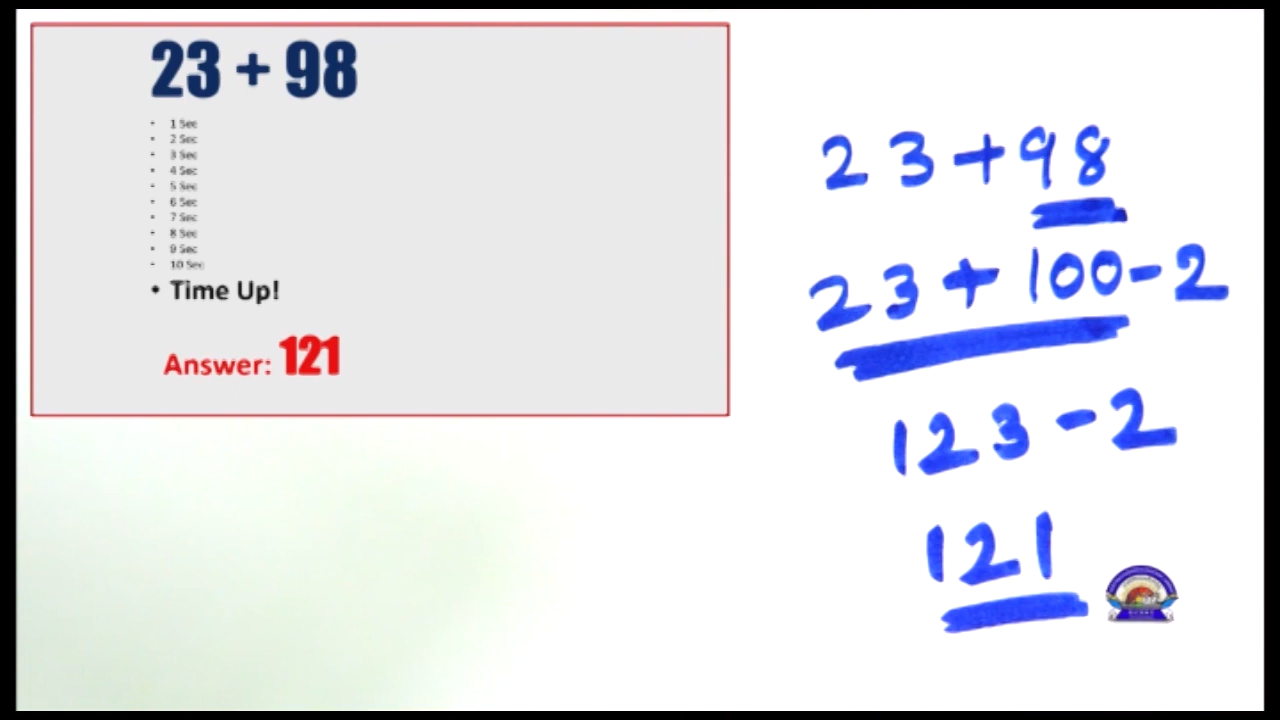 23 + 98
• 1 Sec
• 2 Sec
• 3 Sec
• 4 Sec
• 5 Sec
• 6 Sec
• 7 Sec
• 8 Sec
• 9 Sec
• 10 Sec
• Time Up!
Answer: 121
23+98
23+100-2
123-2
121